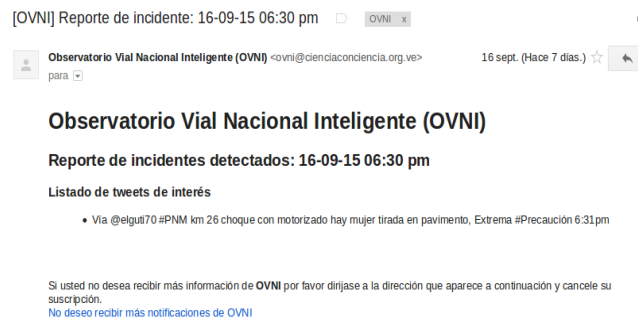 [OVNI] Reporte de incidente: 16-09-15 06:30 pm OVNI x
Observatorio Vial Nacional Inteligente (OVNI) <ovni@cienciaconciencia.org.ve> 16 sept. (Hace 7 días.)
para
Observatorio Vial Nacional Inteligente (OVNI)
Reporte de incidentes detectados: 16-09-15 06:30 pm
Listado de tweets de interés
• Vía @elguti70 #PNM km 26 choque con motorizado hay mujer tirada en pavimento, Extrema #Precaución 6:31pm
Si usted no desea recibir más información de OVNI por favor dirijase a la dirección que aparece a continuación y cancele su
suscripción.
No deseo recibir más notificaciones de OVNI